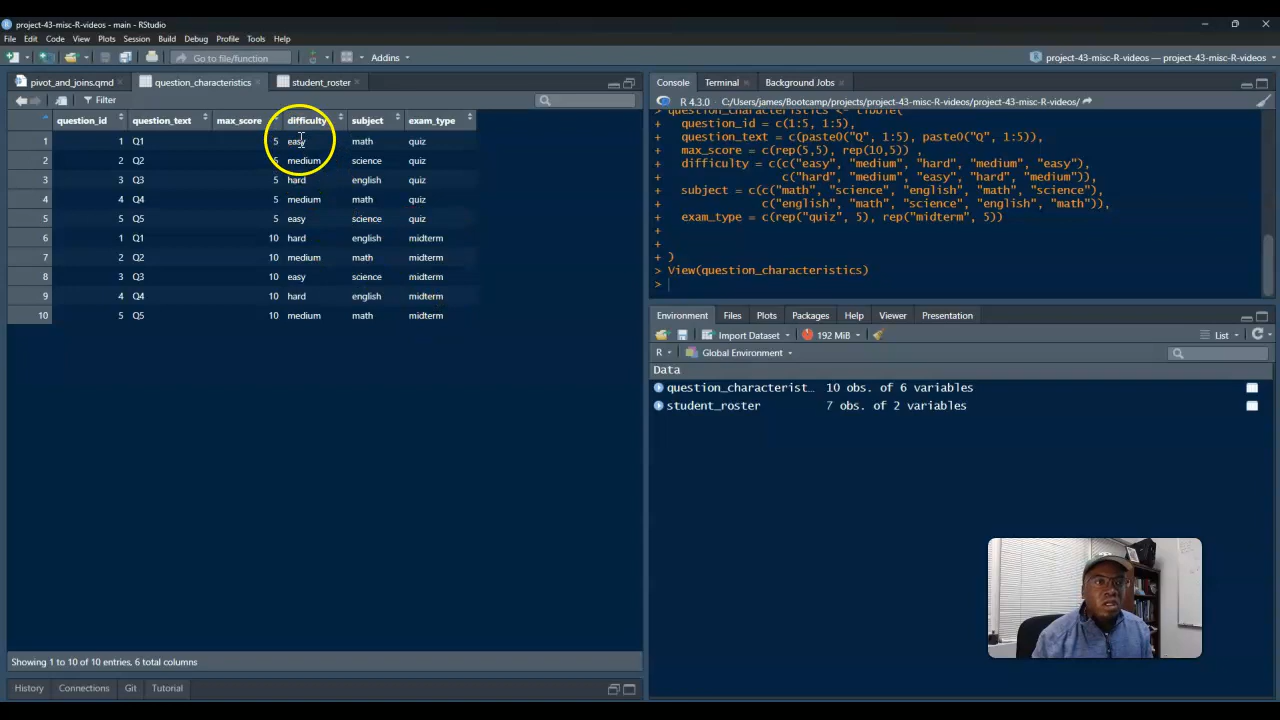 project-43-misc-R-videos - main - RStudio
File Edit Code View Plots Session Build Debug Profile Tools Help
Go to file/function Addins project-43-misc-R-videos — project-43-misc-R-videos
pivot_and_joins.qmd question_characteristics student_roster
Filter
question_id question_text max_score difficulty subject exam_type
1 1 Q1 5 easy math quiz
2 2 Q2 5 medium science quiz
3 3 Q3 5 hard english quiz
4 4 Q4 5 medium math quiz
5 5 Q5 5 easy science quiz
6 1 Q1 10 hard english midterm
7 2 Q2 10 medium math midterm
8 3 Q3 10 easy science midterm
9 4 Q4 10 hard english midterm
10 5 Q5 10 medium math midterm
Showing 1 to 10 of 10 entries, 6 total columns
History Connections Git Tutorial
Console Terminal Background Jobs
R 4.3.0 C:/Users/james/Bootcamp/projects/project-43-misc-R-videos/
question_characteristics <- tribble(
+ question_id = c(1:5, 1:5),
+ question_text = c(paste0("Q", 1:5), paste0("Q", 1:5)),
+ max_score = c(rep(5,5), rep(10,5)) ,
+ difficulty = c(c("easy", "medium", "hard", "medium", "easy"),
+ c("hard", "medium", "easy", "hard", "medium")),
+ subject = c(c("math", "science", "english", "math", "science"),
+ c("english", "math", "science", "english", "math")),
+ exam_type = c(rep("quiz", 5), rep("midterm", 5))
+
+
+ )
> View(question_characteristics)
>
Environment Files Plots Packages Help Viewer Presentation
Import Dataset 192 MiB List
R Global Environment
Data
question_characterist... 10 obs. of 6 variables
student_roster 7 obs. of 2 variables